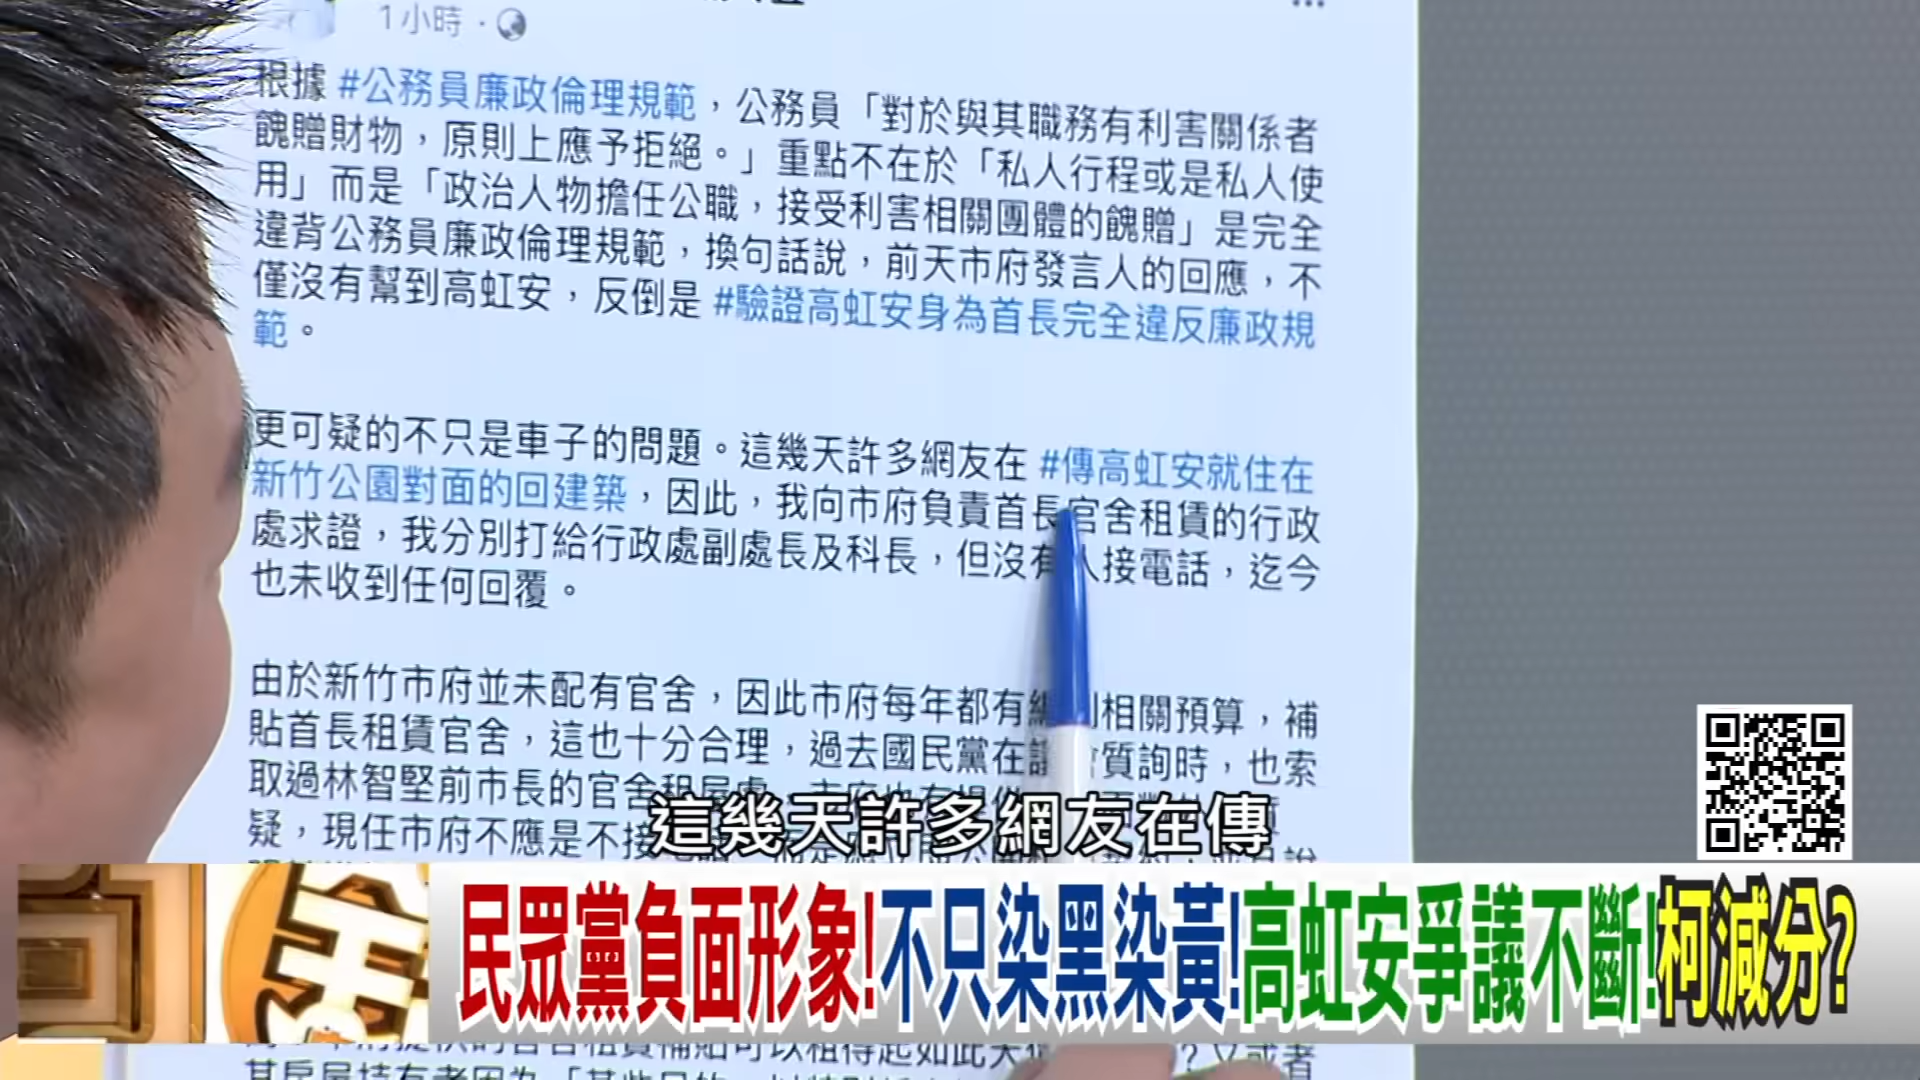 1小時 ·
根據 #公務員廉政倫理規範，公務員「對於與其職務有利害關係者
餽贈財物，原則上應予拒絕。」重點不在於「私人行程或是私人使
用」而是「政治人物擔任公職，接受利害相關團體的餽贈」是完全
違背公務員廉政倫理規範，換句話說，前天市府發言人的回應，不
僅沒有幫到高虹安，反倒是 #驗證高虹安身為首長完全違反廉政規
範。
更可疑的不只是車子的問題。這幾天許多網友在 #傳高虹安就住在
新竹公園對面的回建築，因此，我向市府負責首長官舍租賃的行政
處求證，我分別打給行政處副處長及科長，但沒有人接電話，迄今
也未收到任何回覆。
由於新竹市府並未配有官舍，因此市府每年都有編列相關預算，補
貼首長租賃官舍，這也十分合理，過去國民黨在議會質詢時，也索
取過林智堅前市長的官舍租屋處，市府也有提供
疑，現任市府不應是不接
這幾天許多網友在傳
民眾黨負面形象!不只染黑染黃!高虹安爭議不斷!柯減分?